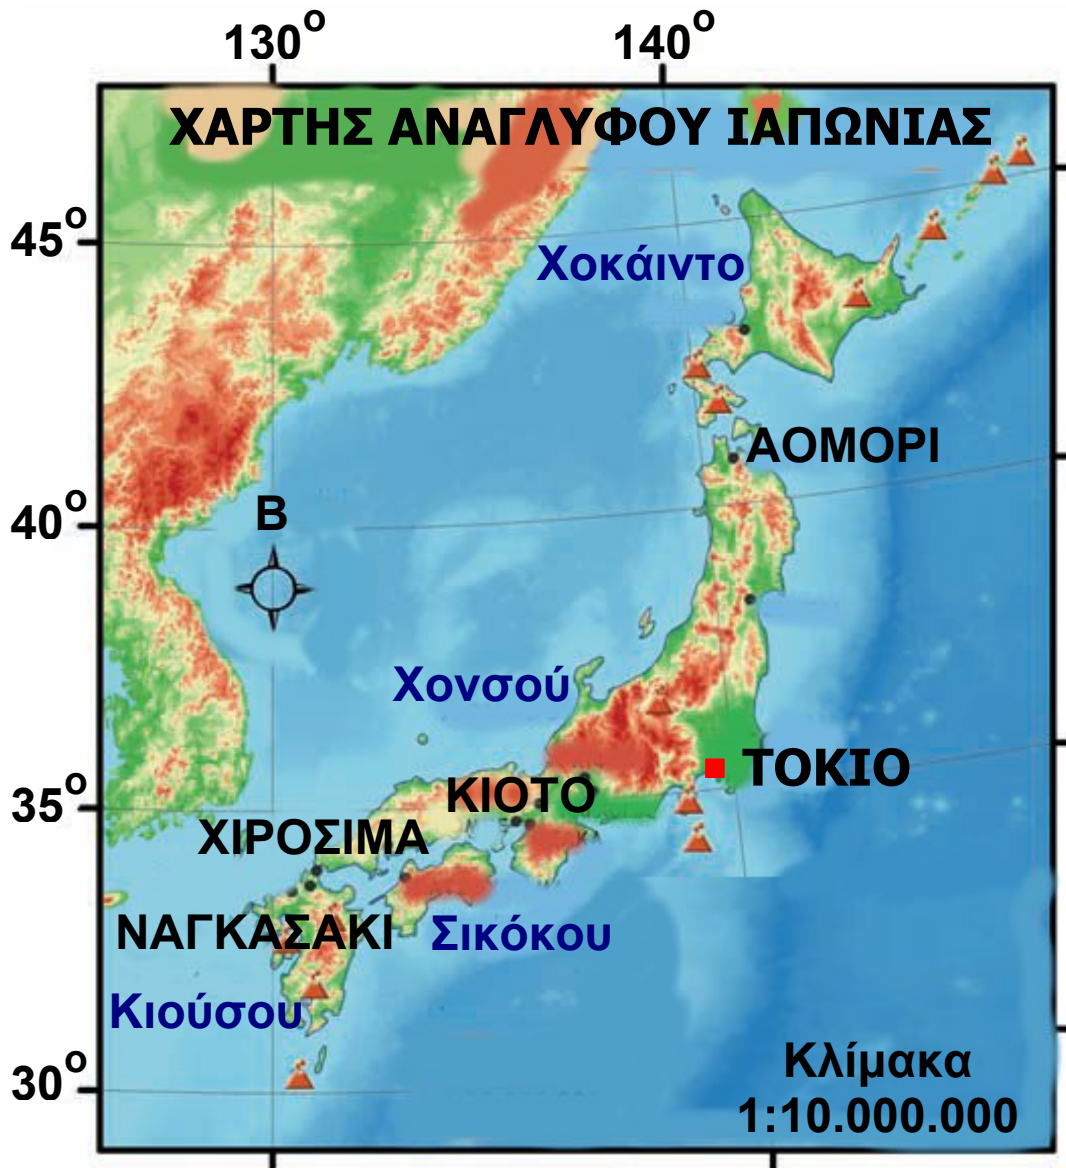 130° 140°
ΧΑΡΤΗΣ ΑΝΑΓΛΥΦΟΥ ΙΑΠΩΝΙΑΣ
45°
Χοκάιντο
ΑΟΜΟΡΙ
40°
Β
Χονσού
ΤΟΚΙΟ
35°
ΚΙΟΤΟ
ΧΙΡΟΣΙΜΑ
ΝΑΓΚΑΣΑΚΙ
Σικόκου
Κιούσου
30°
Κλίμακα
1:10.000.000